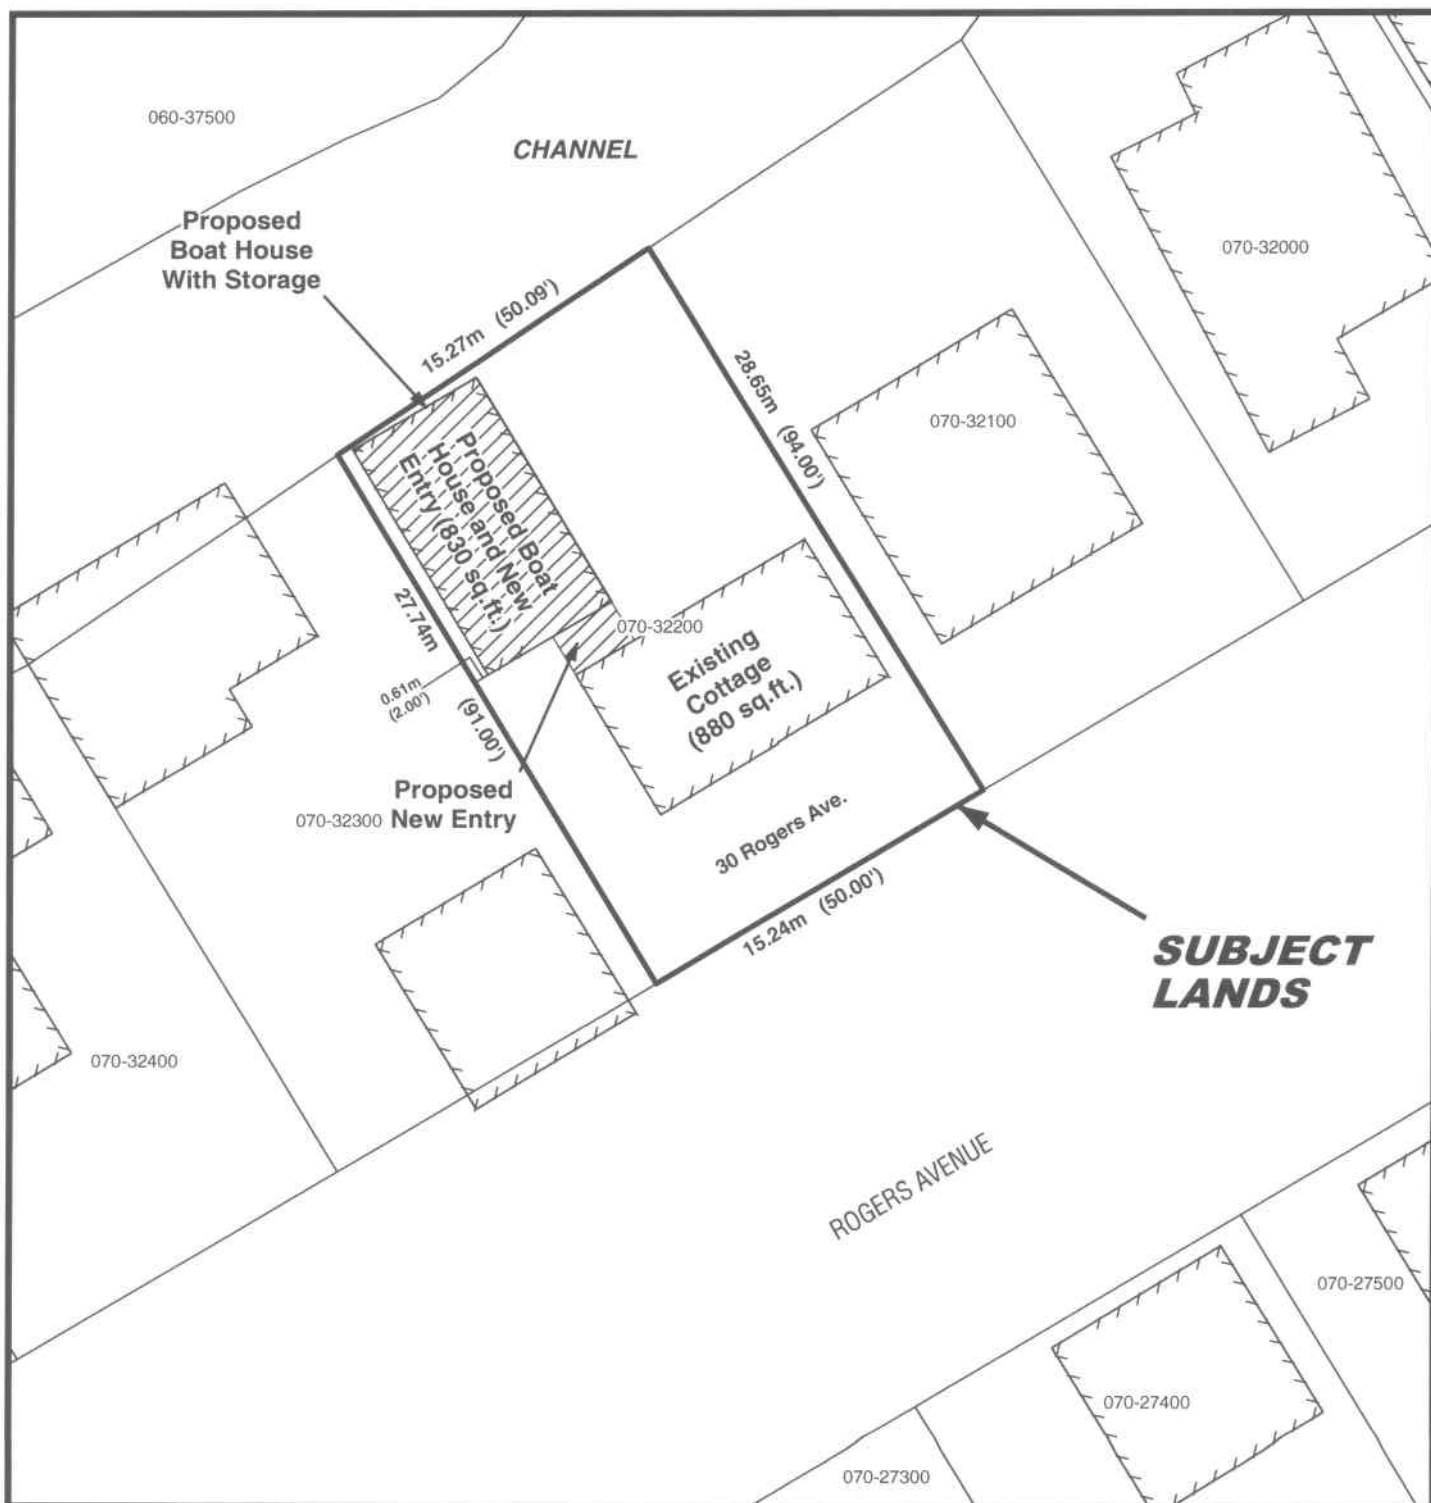 060-37500
CHANNEL
Proposed
Boat House
With Storage
070-32000
15.27m (50.09')
28.65m (94.00')
070-32100
Proposed Boat
House and New
Entry (830 sq.ft.)
27.74m (91.00')
070-32200
Existing
Cottage
(880 sq.ft.)
0.61m
(2.00')
Proposed
New Entry
070-32300
30 Rogers Ave.
15.24m (50.00')
SUBJECT
LANDS
070-32400
ROGERS AVENUE
070-27500
070-27400
070-27300